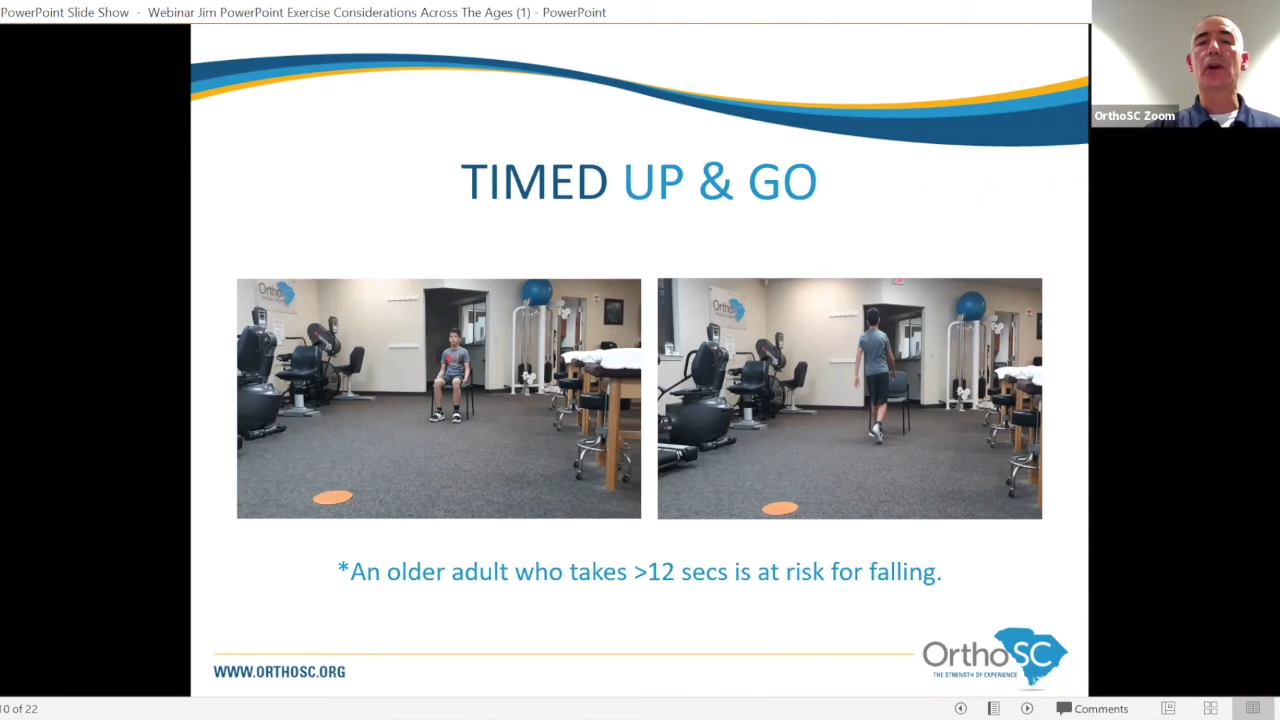 PowerPoint Slide Show - Webinar Jim PowerPoint Exercise Considerations Across The Ages (1) - PowerPoint
OrthoSC Zoom
TIMED UP & GO
Ortho
Ortho
*An older adult who takes >12 secs is at risk for falling.
WWW.ORTHOSC.ORG
OrthoSC
THE STRENGTH OF EXPERIENCE
10 of 22
Comments